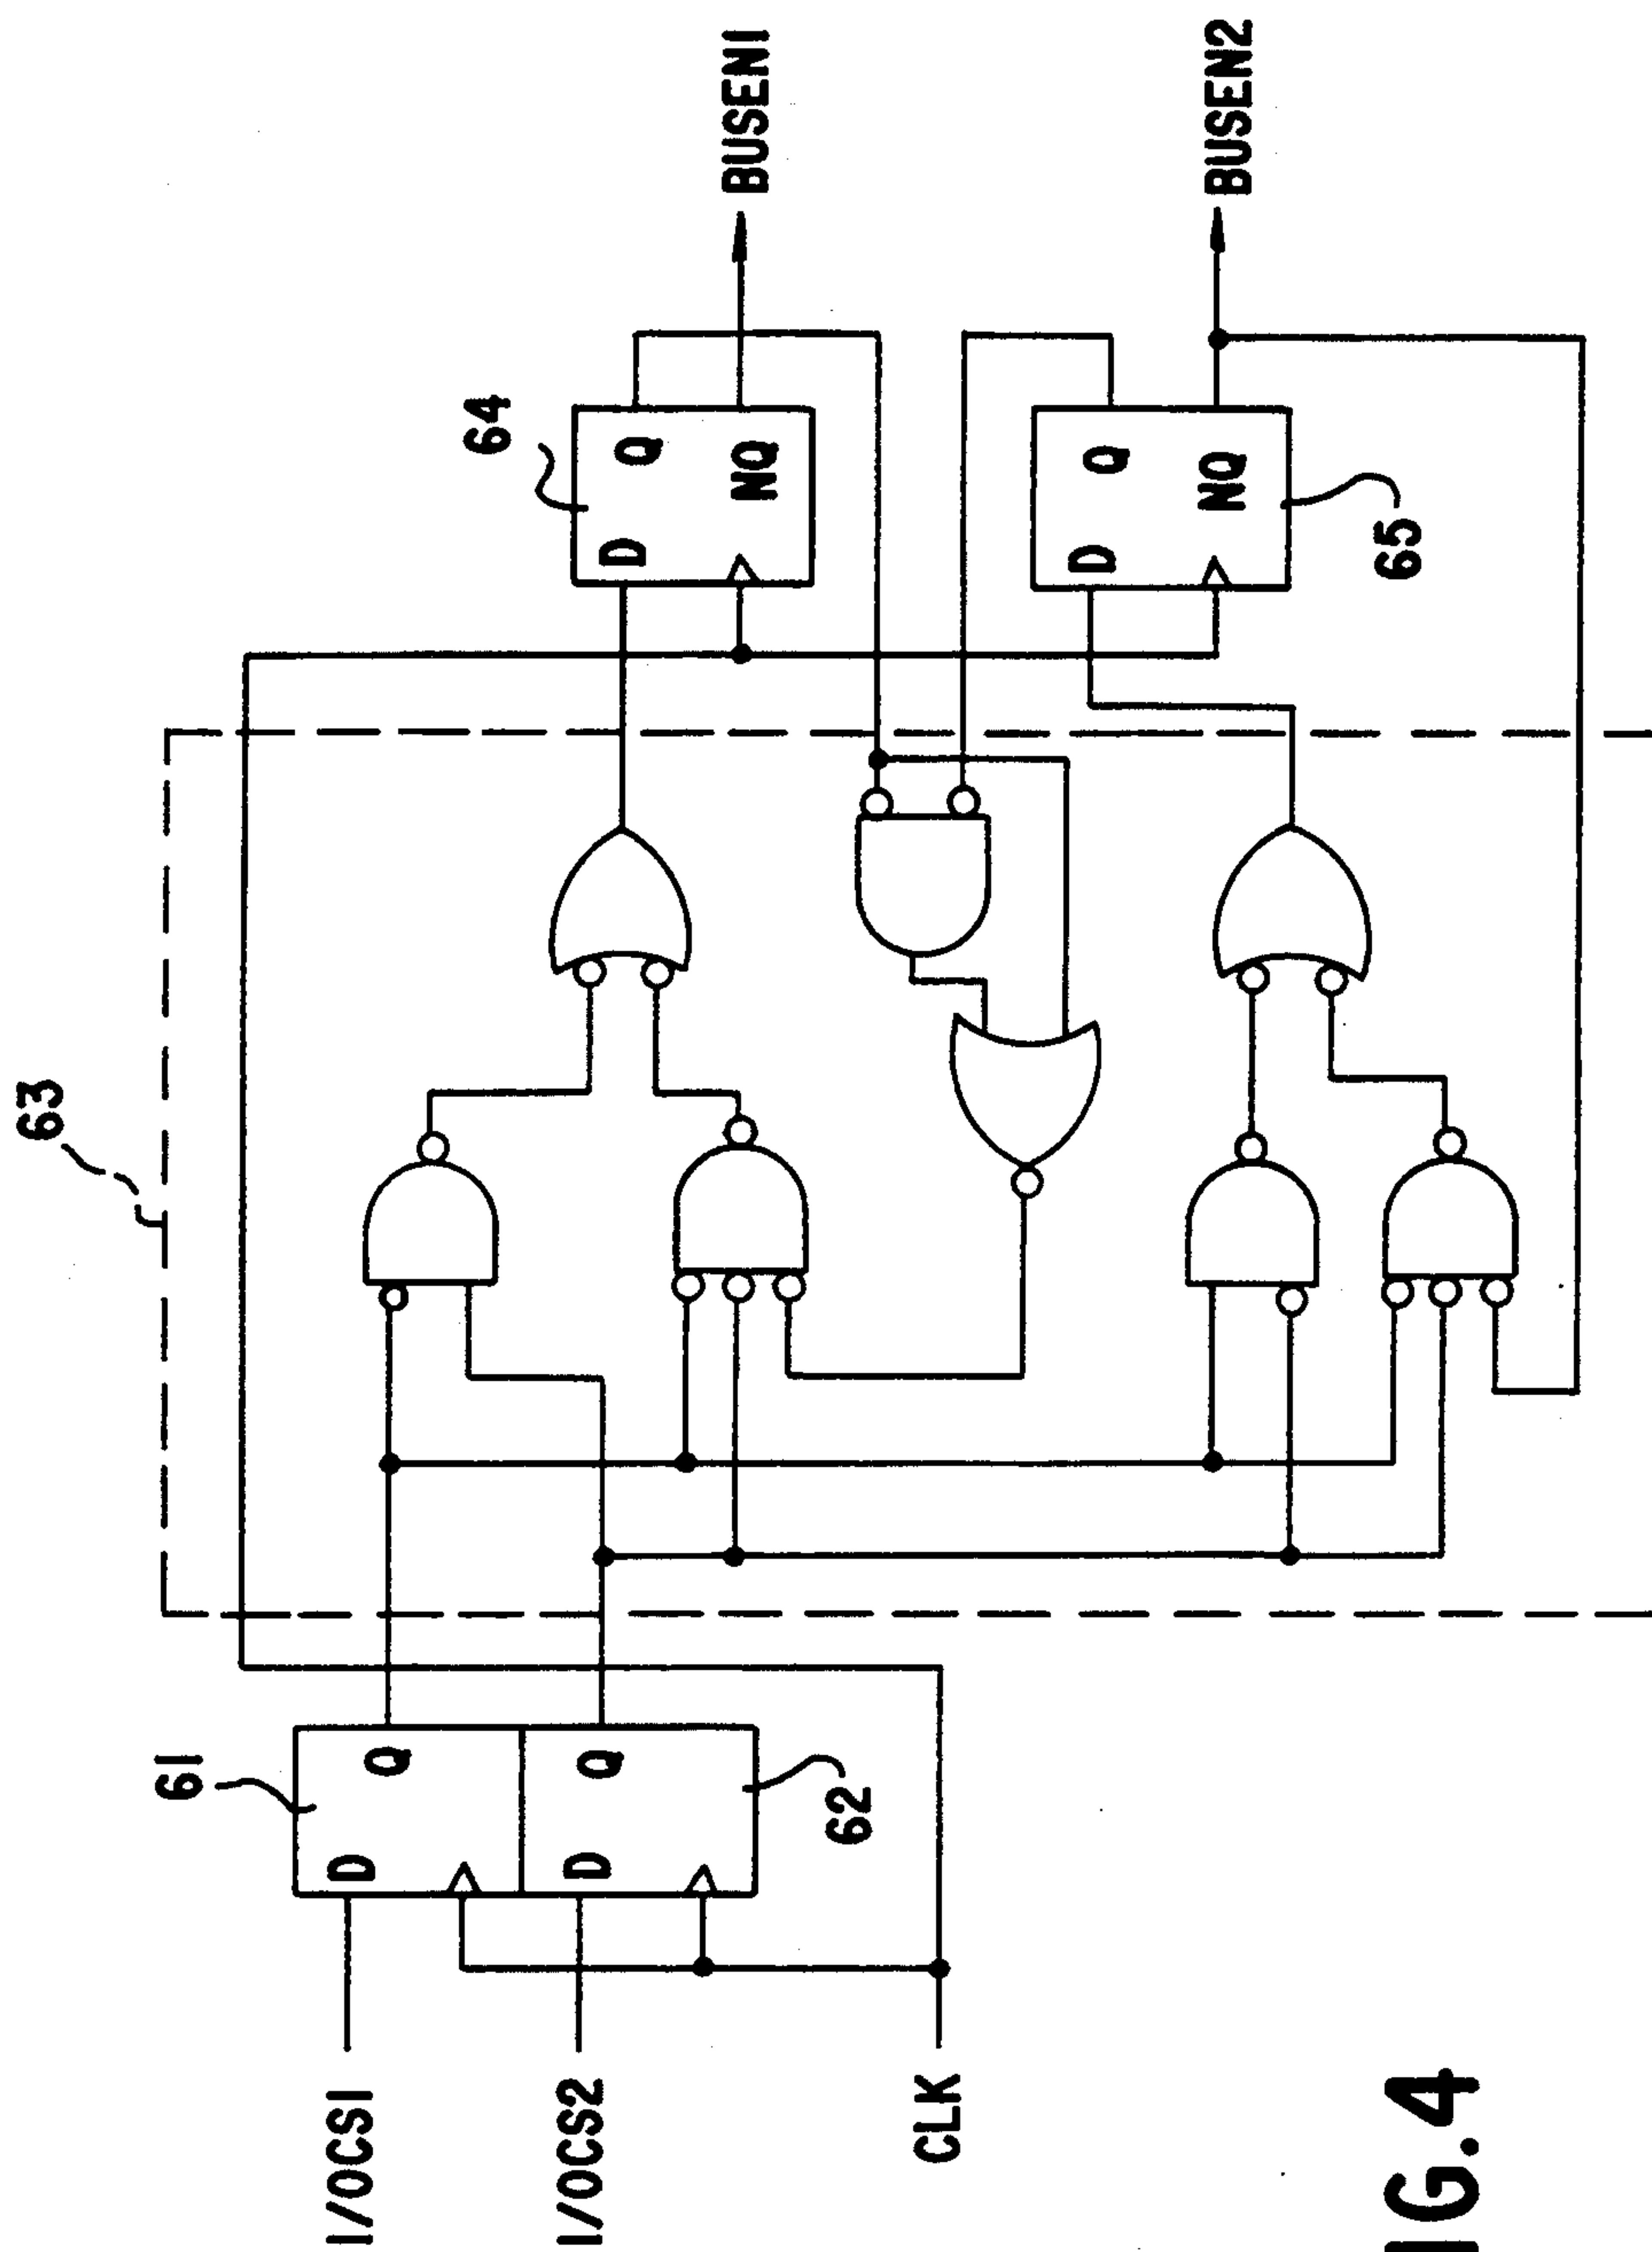 63
61
D
Q
62
D
Q
I/OCS1
I/OCS2
CLK
64
D
Q
NQ
BUSEN1
65
D
Q
NQ
BUSEN2
IG.4